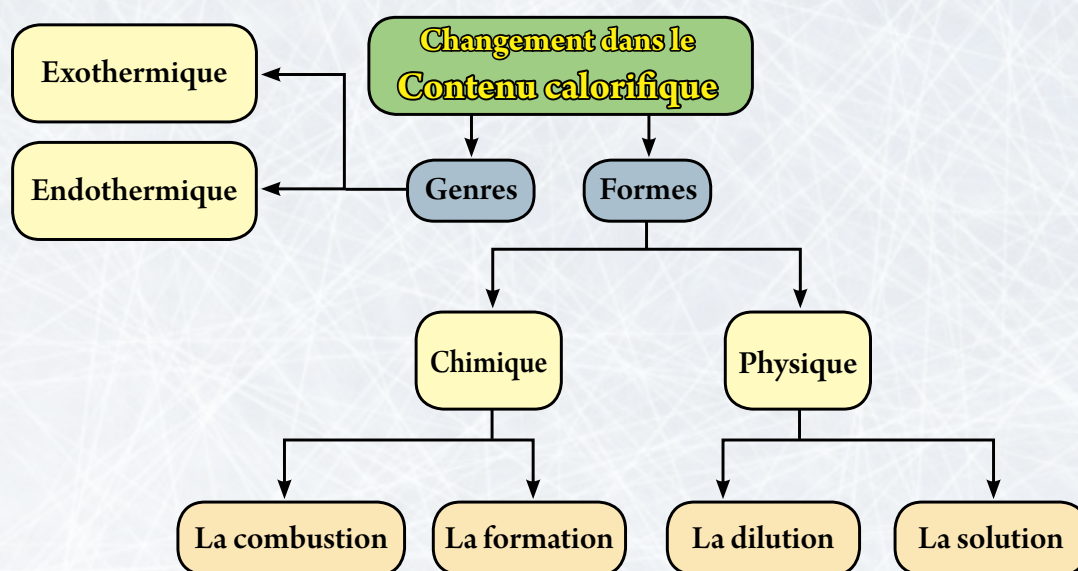 Changement dans le
Contenu calorifique
Exothermique
Endothermique
Genres
Formes
Chimique
Physique
La combustion
La formation
La dilution
La solution